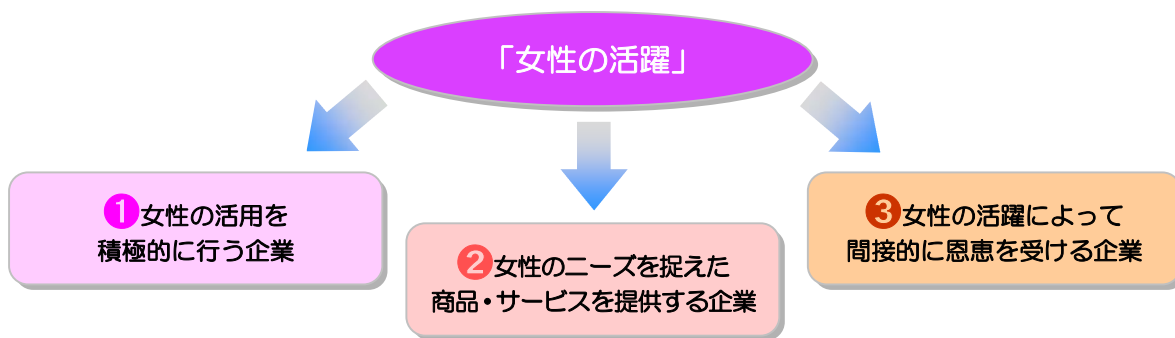 「女性の活躍」
❶女性の活用を
積極的に行う企業
❷女性のニーズを捉えた
商品・サービスを提供する企業
❸女性の活躍によって
間接的に恩恵を受ける企業